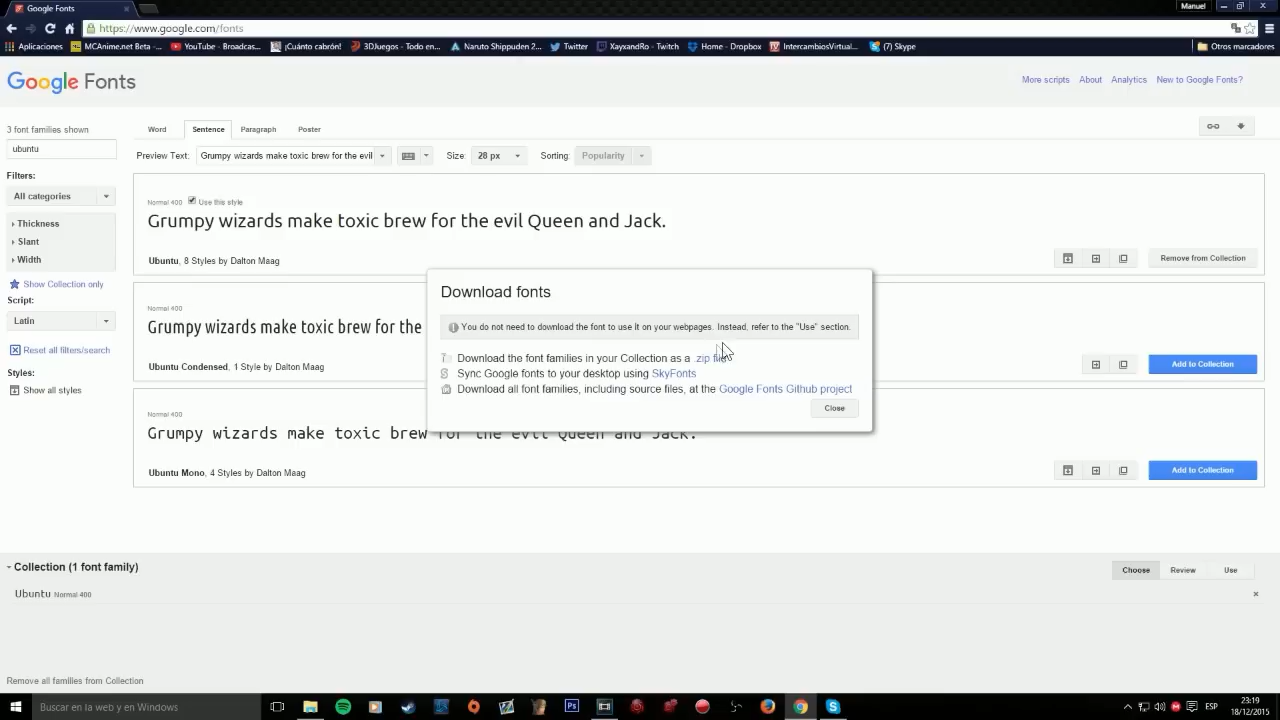 Google Fonts
Manuel
https://www.google.com/fonts
Aplicaciones
MCAnime.net Beta -...
YouTube - Broadcas...
¡Cuánto cabrón!
3DJuegos - Todo en...
Naruto Shippuden 2...
Twitter
XayxandRo - Twitch
Home - Dropbox
IntercambiosVirtual...
(7) Skype
Otros marcadores
Google Fonts
More scripts
About
Analytics
New to Google Fonts?
3 font families shown
ubuntu
Word
Sentence
Paragraph
Poster
Preview Text:
Grumpy wizards make toxic brew for the evil
Size:
28 px
Sorting:
Popularity
Filters:
All categories
Thickness
Slant
Width
Show Collection only
Script:
Latin
Reset all filters/search
Styles:
Show all styles
Normal 400
Use this style
Grumpy wizards make toxic brew for the evil Queen and Jack.
Ubuntu, 8 Styles by Dalton Maag
Remove from Collection
Normal 400
Grumpy wizards make toxic brew for the
Ubuntu Condensed, 1 Style by Dalton Maag
Add to Collection
Download fonts
You do not need to download the font to use it on your webpages. Instead, refer to the "Use" section.
Download the font families in your Collection as a .zip file
Sync Google fonts to your desktop using SkyFonts
Download all font families, including source files, at the Google Fonts Github project
Close
Normal 400
Grumpy wizards make toxic brew for the evil Queen and Jack.
Ubuntu Mono, 4 Styles by Dalton Maag
Add to Collection
Collection (1 font family)
Choose
Review
Use
Ubuntu Normal 400
Remove all families from Collection
Buscar en la web y en Windows
ESP
23:19
18/12/2015